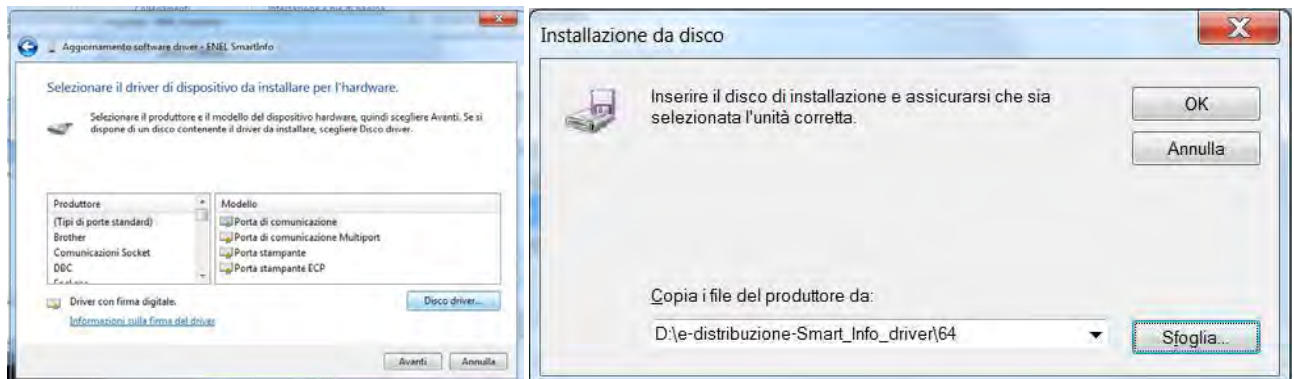 Collegamenti
Intestazione e piè di pagina
Aggiornamento software driver - ENEL SmartInfo
Selezionare il driver di dispositivo da installare per l'hardware.
Selezionare il produttore e il modello del dispositivo hardware, quindi scegliere Avanti. Se si
dispone di un disco contenente il driver da installare, scegliere Disco driver.
Produttore
(Tipi di porte standard)
Brother
Comunicazioni Socket
DBC
Modello
Porta di comunicazione
Porta di comunicazione Multiport
Porta stampante
Porta stampante ECP
Driver con firma digitale.
Disco driver...
Informazioni sulla firma del driver
Avanti
Annulla
Installazione da disco
Inserire il disco di installazione e assicurarsi che sia
selezionata l'unità corretta.
OK
Annulla
Copia i file del produttore da:
D:\e-distribuzione-Smart_Info_driver\64
Sfoglia...